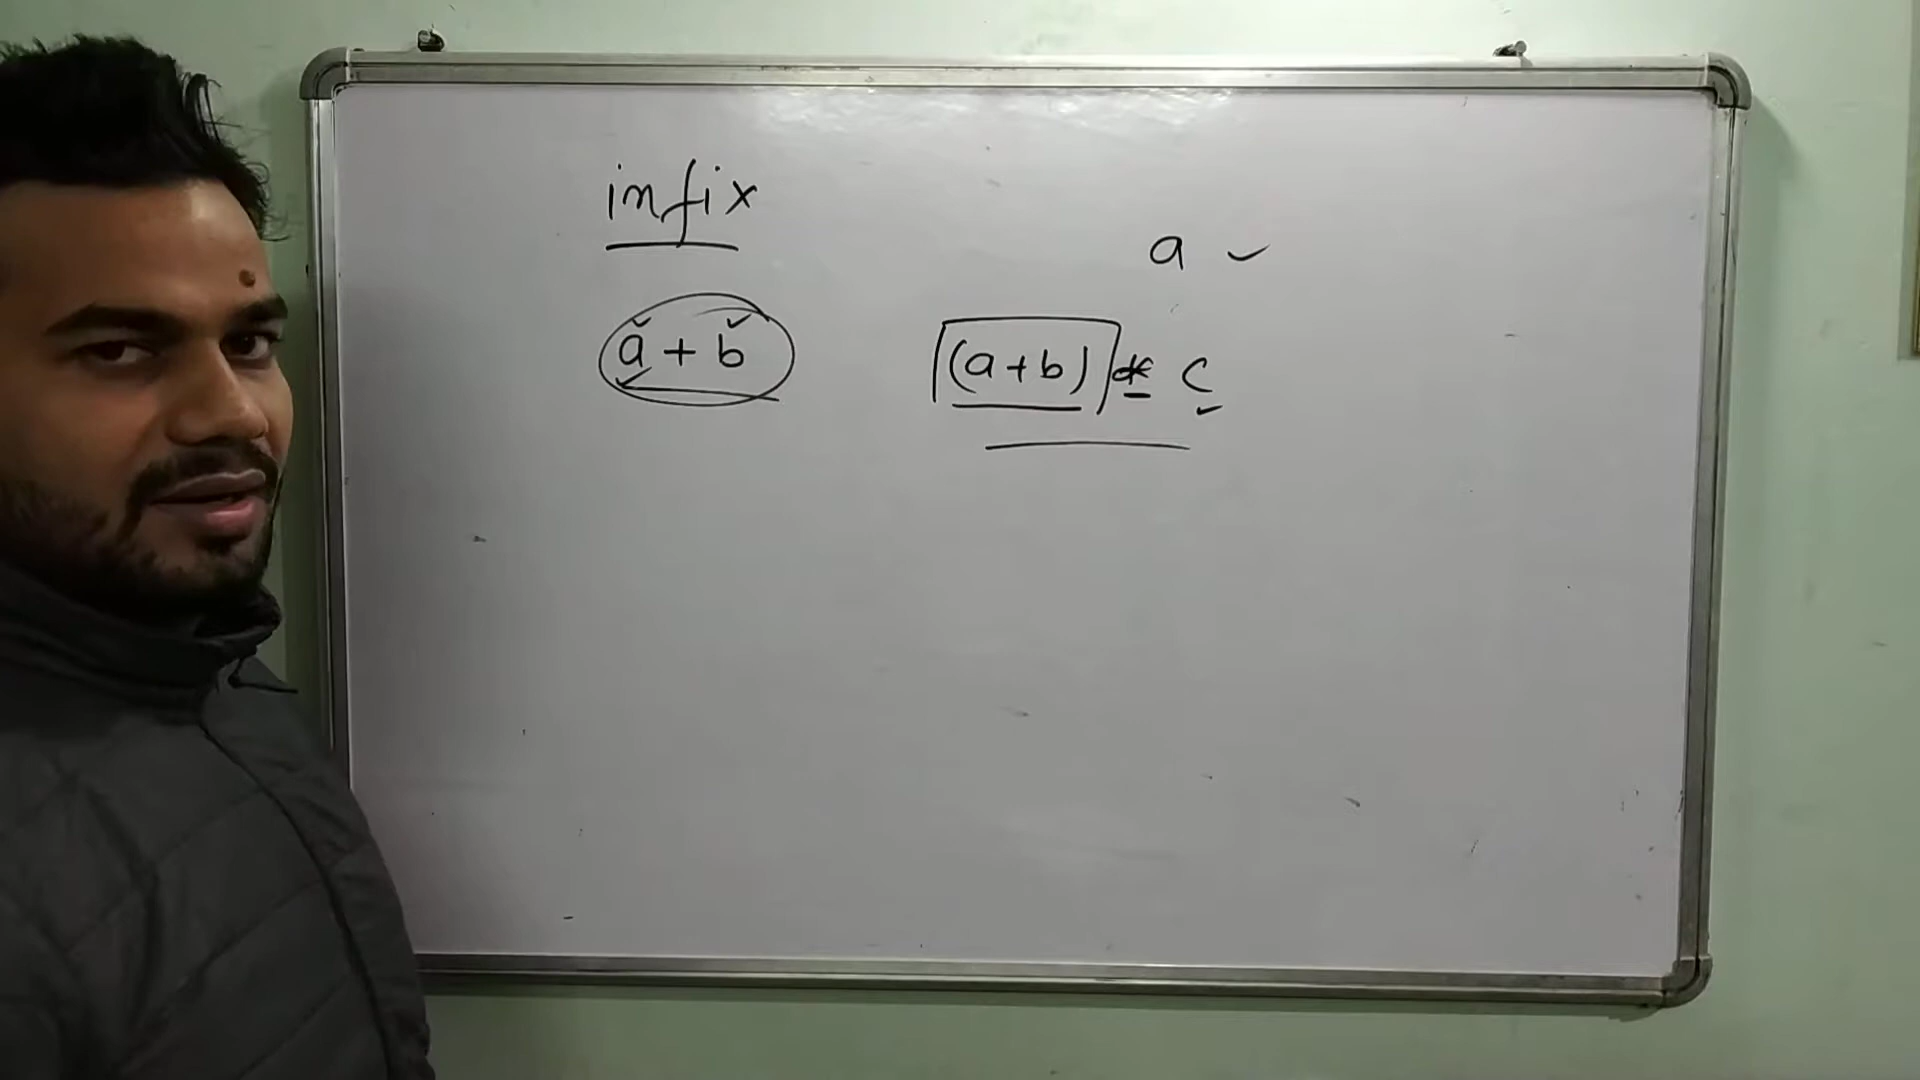 infix
a
a + b
(a+b) * c